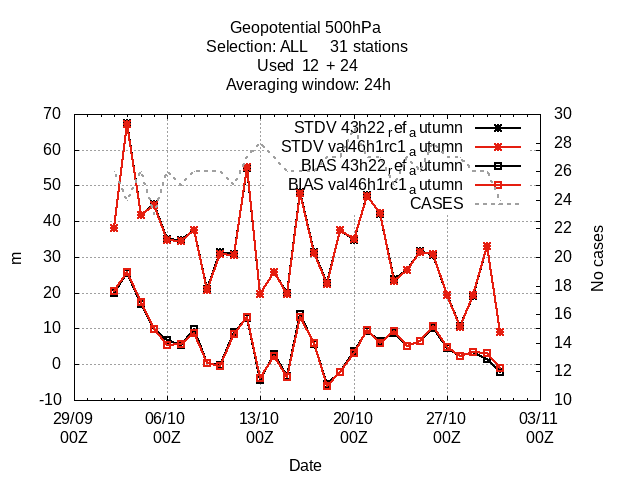 Geopotential 500hPa
Selection: ALL 31 stations
Used 12 + 24
Averaging window: 24h
STDV 43h22_ref_autumn
STDV val46h1rc1_autumn
BIAS 43h22_ref_autumn
BIAS val46h1rc1_autumn
CASES
70
60
50
40
30
20
10
0
-10
m
30
28
26
24
22
20
18
16
14
12
10
No cases
29/09 06/10 13/10 20/10 27/10 03/11
00Z 00Z 00Z 00Z 00Z 00Z
Date